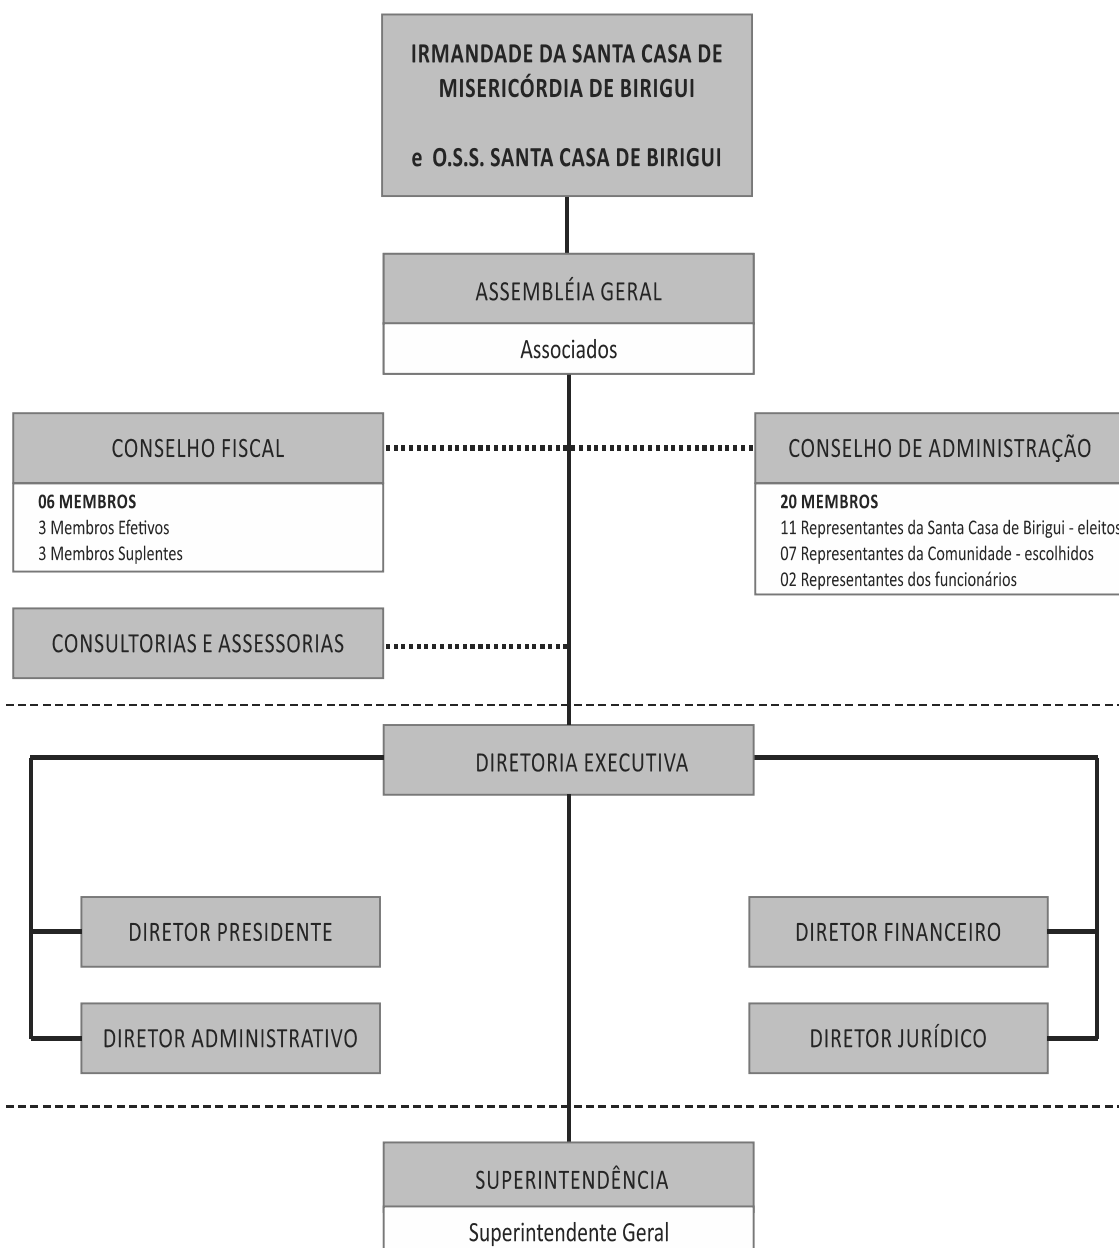 IRMANDADE DA SANTA CASA DE
MISERICÓRDIA DE BIRIGUI
e O.S.S. SANTA CASA DE BIRIGUI
ASSEMBLÉIA GERAL
Associados
CONSELHO FISCAL
06 MEMBROS
3 Membros Efetivos
3 Membros Suplentes
CONSELHO DE ADMINISTRAÇÃO
20 MEMBROS
11 Representantes da Santa Casa de Birigui - eleitos
07 Representantes da Comunidade - escolhidos
02 Representantes dos funcionários
CONSULTORIAS E ASSESSORIAS
DIRETORIA EXECUTIVA
DIRETOR PRESIDENTE
DIRETOR ADMINISTRATIVO
DIRETOR FINANCEIRO
DIRETOR JURÍDICO
SUPERINTENDÊNCIA
Superintendente Geral